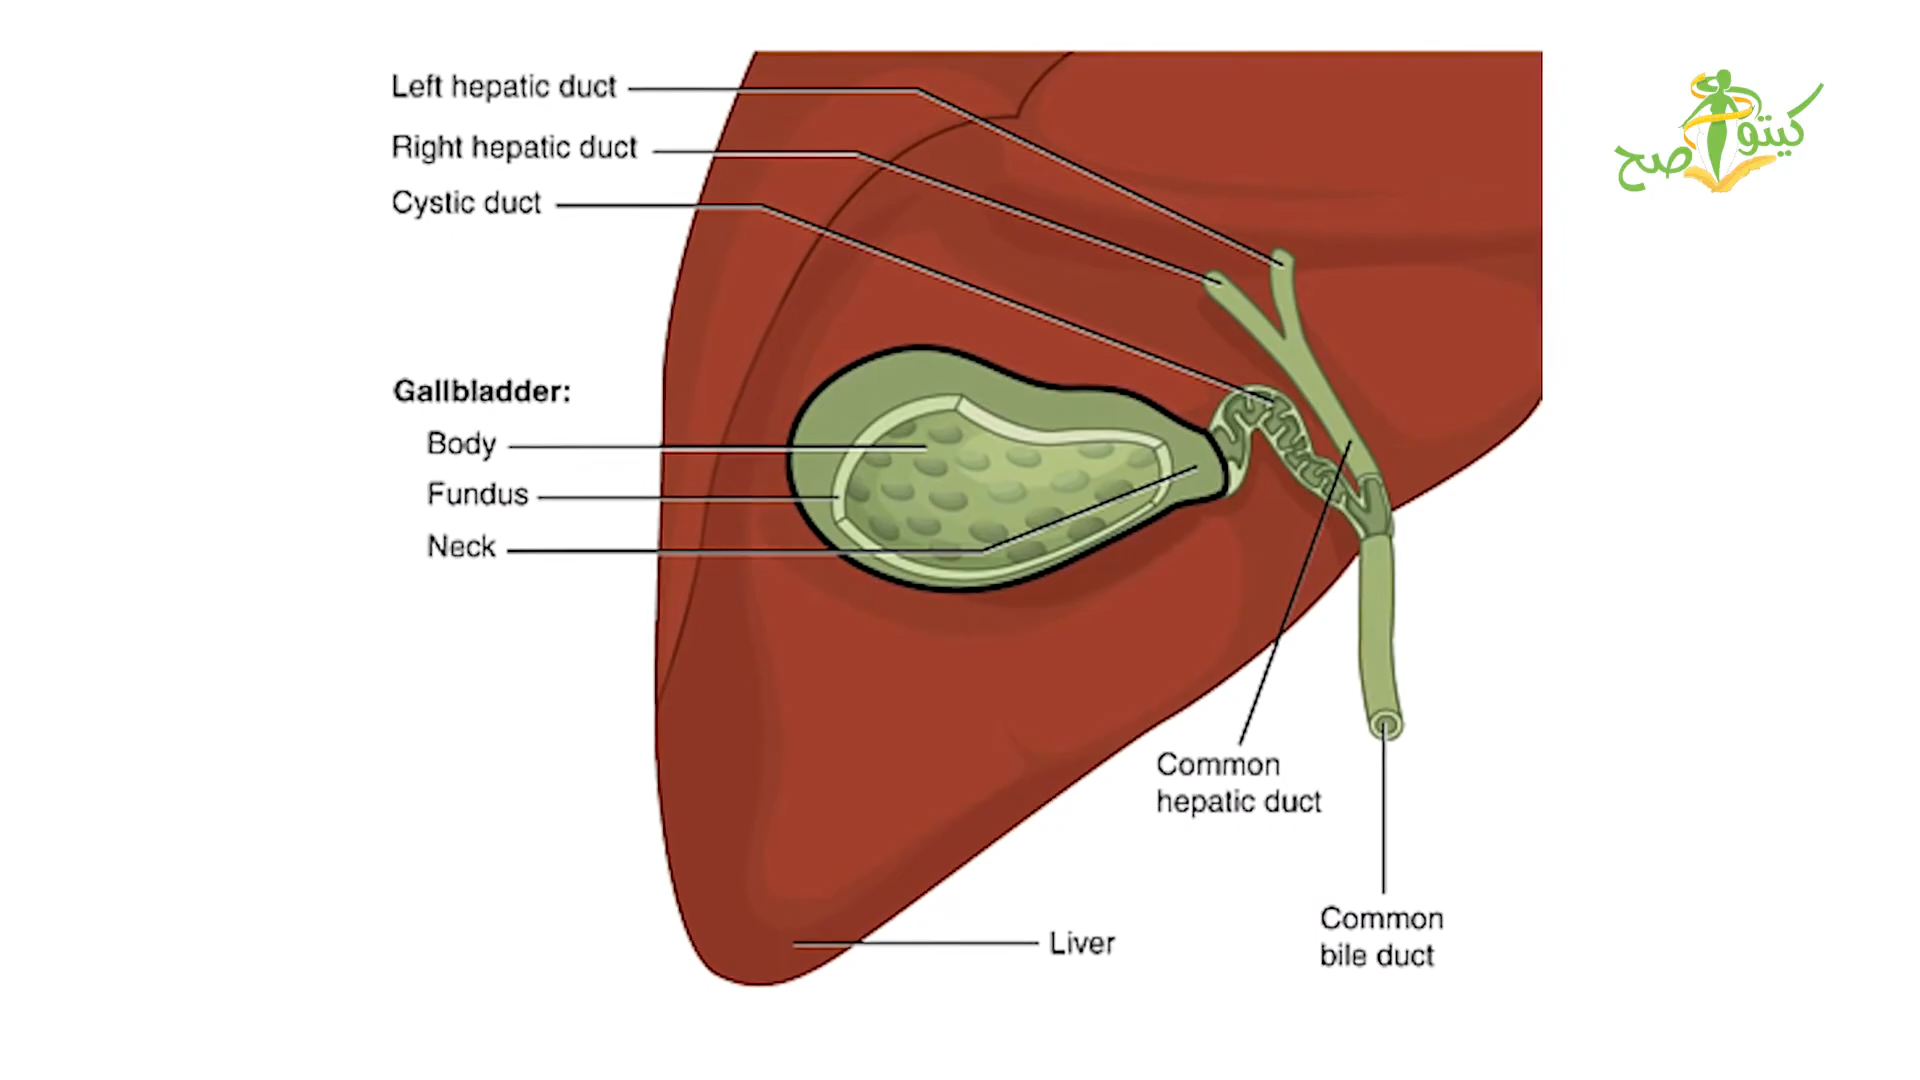 Left hepatic duct
Right hepatic duct
Cystic duct
Gallbladder:
Body
Fundus
Neck
Common
hepatic duct
Common
bile duct
Liver
كيتو صح